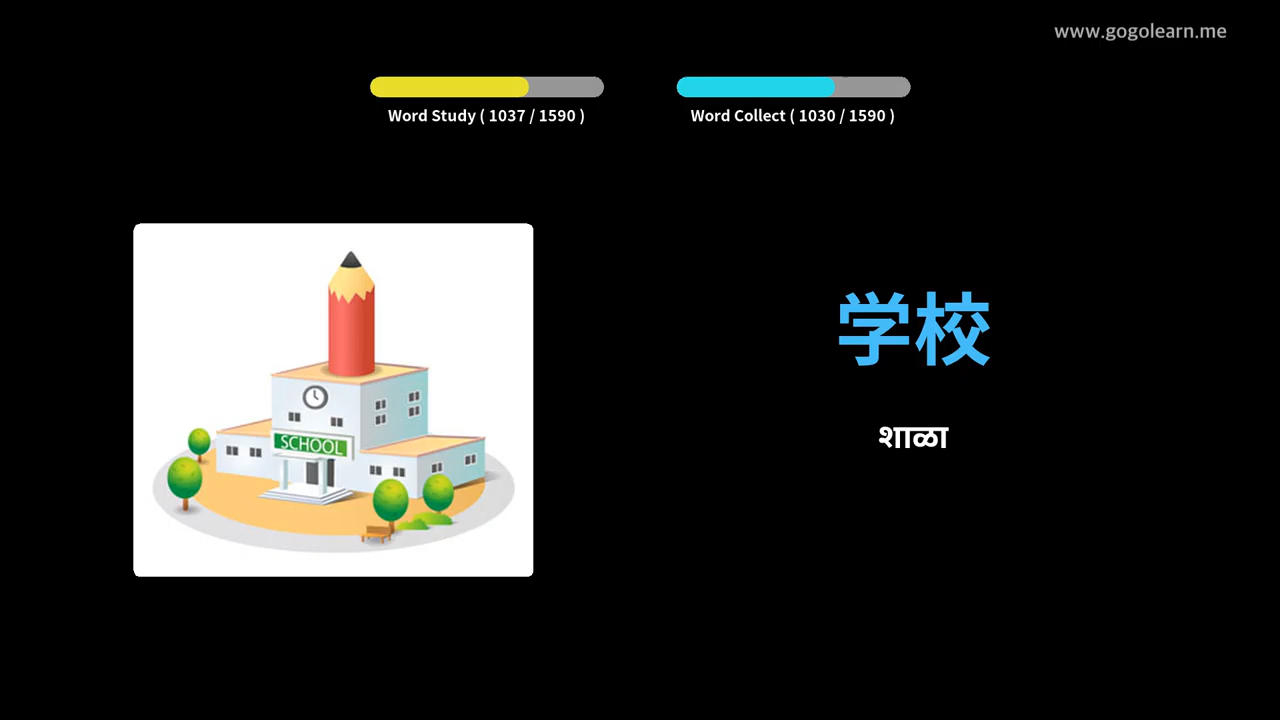 www.gogolearn.me
Word Study ( 1037 / 1590 )
Word Collect ( 1030 / 1590 )
SCHOOL
学校
शाळा